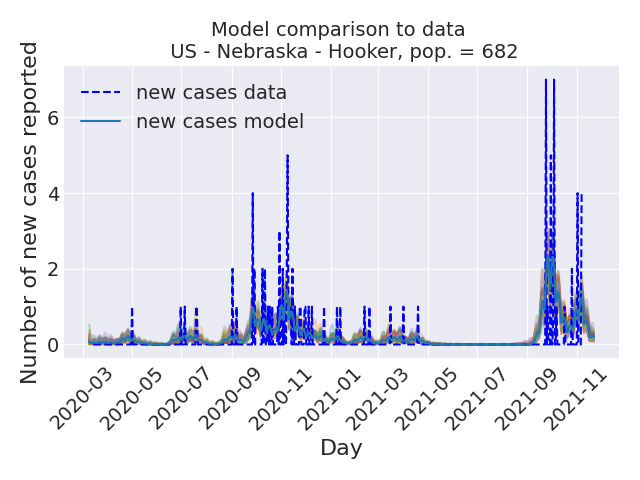 Model comparison to data
US - Nebraska - Hooker, pop. = 682
Number of new cases reported
new cases data
new cases model
6
4
2
0
2020-03
2020-05
2020-07
2020-09
2020-11
2021-01
2021-03
2021-05
2021-07
2021-09
2021-11
Day